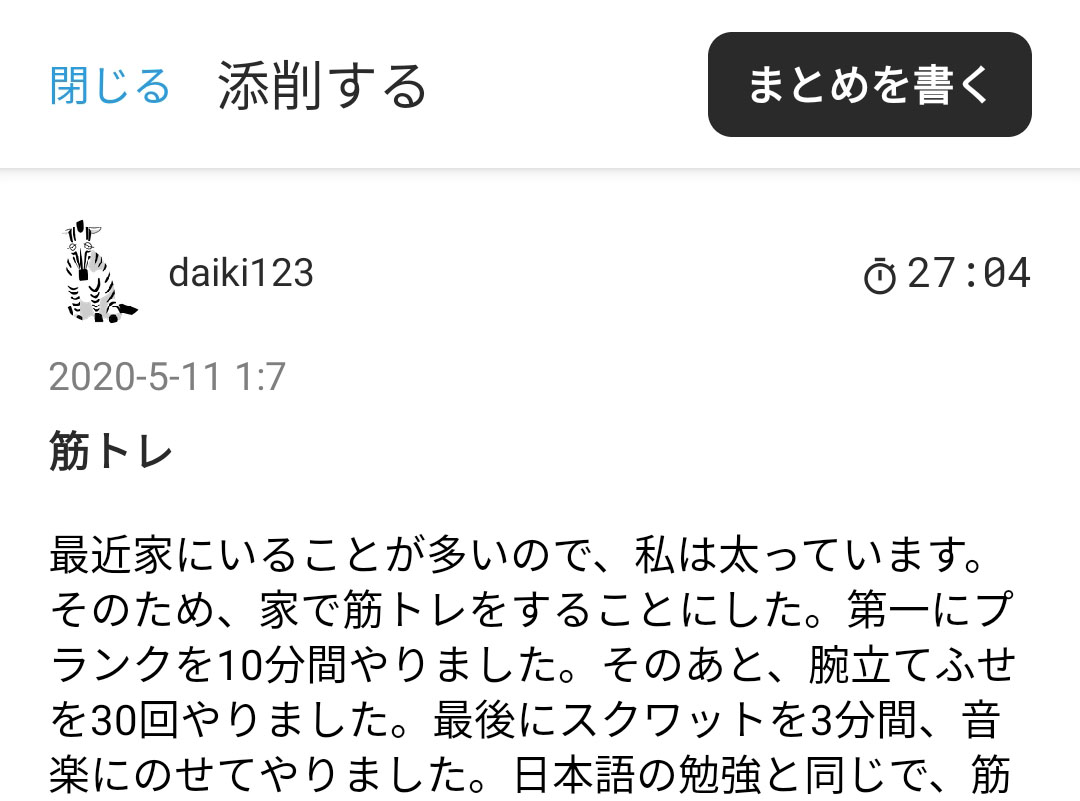 閉じる 添削する まとめを書く
daiki123 27:04
2020-5-11 1:7
筋トレ
最近家にいることが多いので、私は太っています。
そのため、家で筋トレをすることにした。第一にプ
ランクを10分間やりました。そのあと、腕立てふせ
を30回やりました。最後にスクワットを3分間、音
楽にのせてやりました。日本語の勉強と同じで、筋